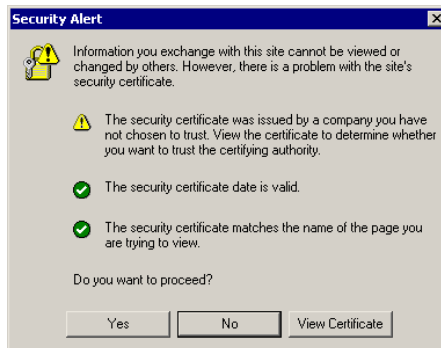 Security Alert
Information you exchange with this site cannot be viewed or
changed by others. However, there is a problem with the site's
security certificate.
The security certificate was issued by a company you have
not chosen to trust. View the certificate to determine whether
you want to trust the certifying authority.
The security certificate date is valid.
The security certificate matches the name of the page you
are trying to view.
Do you want to proceed?
Yes No View Certificate